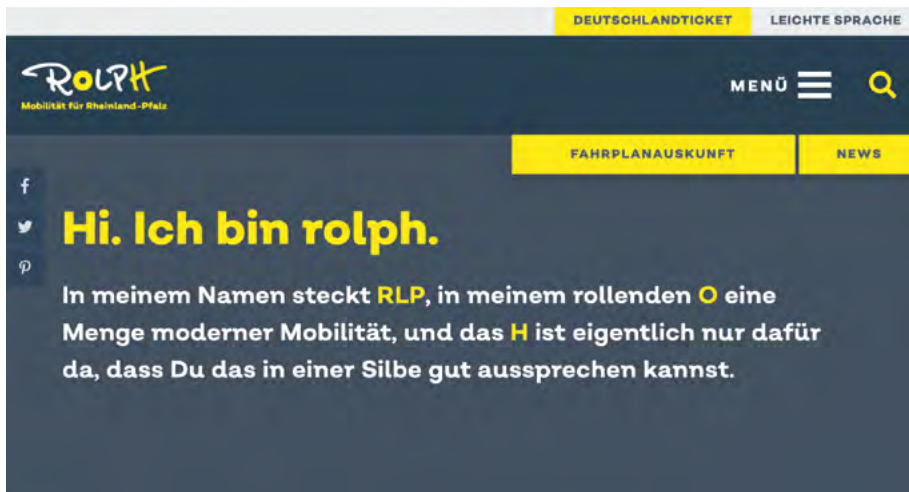 DEUTSCHLANDTICKET LEICHTE SPRACHE
ROLPH
Mobilität für Rheinland-Pfalz
MENÜ
FAHRPLANAUSKUNFT NEWS
Hi. Ich bin rolph.
In meinem Namen steckt RLP, in meinem rollenden O eine
Menge moderner Mobilität, und das H ist eigentlich nur dafür
da, dass Du das in einer Silbe gut aussprechen kannst.